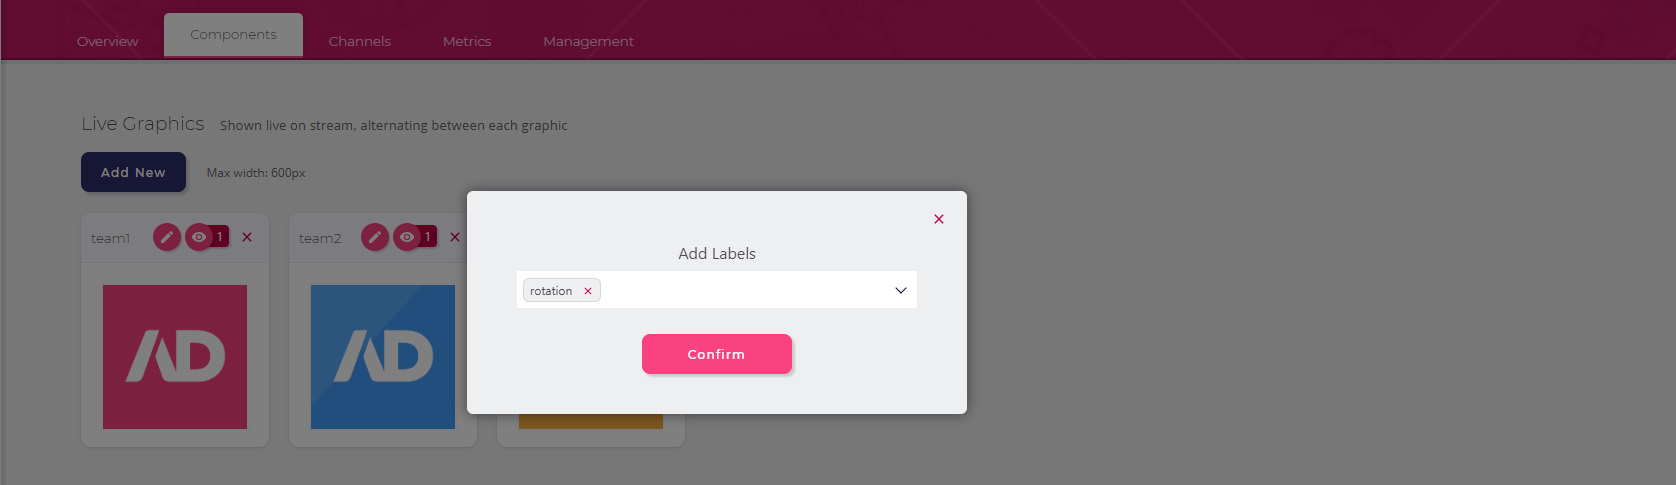 Overview
Components
Channels
Metrics
Management
Live Graphics
Shown live on stream, alternating between each graphic
Add New
Max width: 600px
team1
1
team2
1
AD
AD
Add Labels
rotation
Confirm